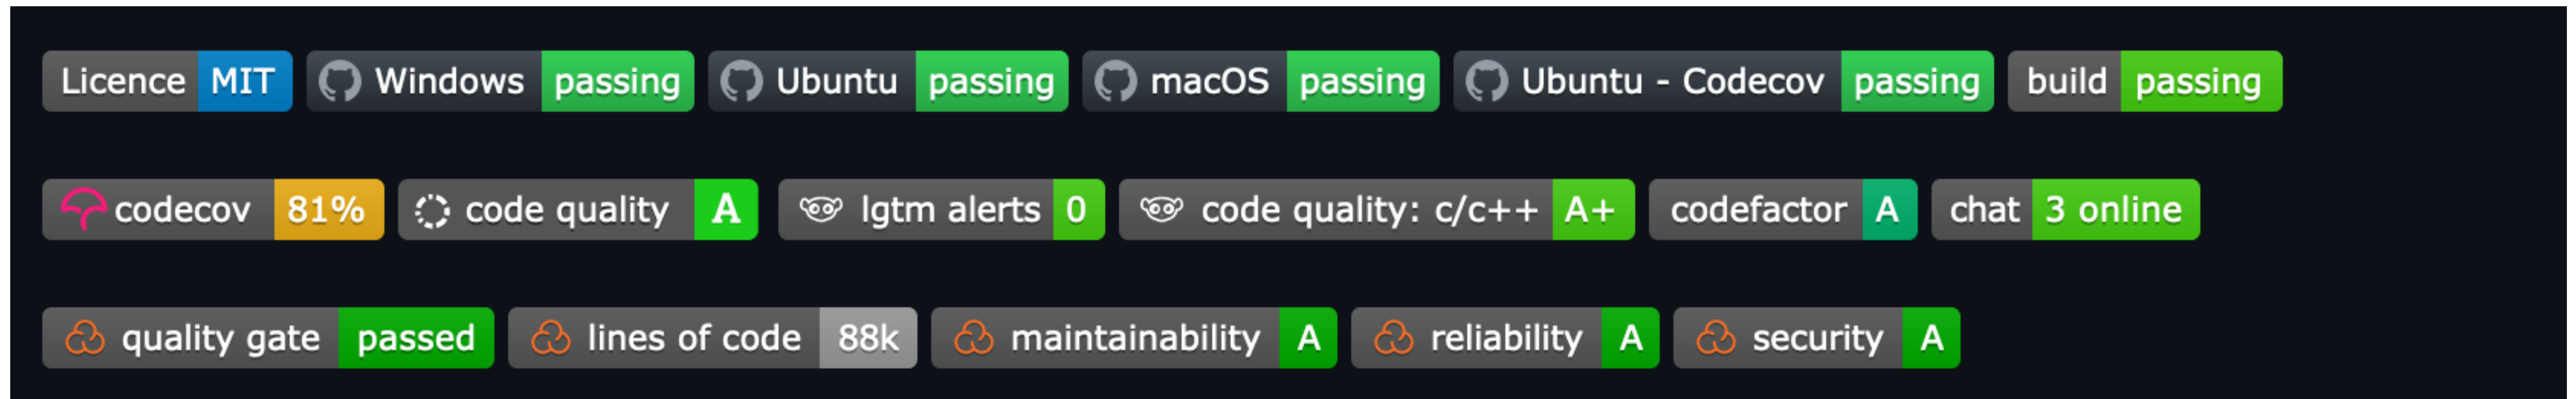 Licence MIT Windows passing Ubuntu passing macOS passing Ubuntu - Codecov passing build passing
codecov 81% code quality A lgtm alerts 0 code quality: c/c++ A+ codefactor A chat 3 online
quality gate passed lines of code 88k maintainability A reliability A security A